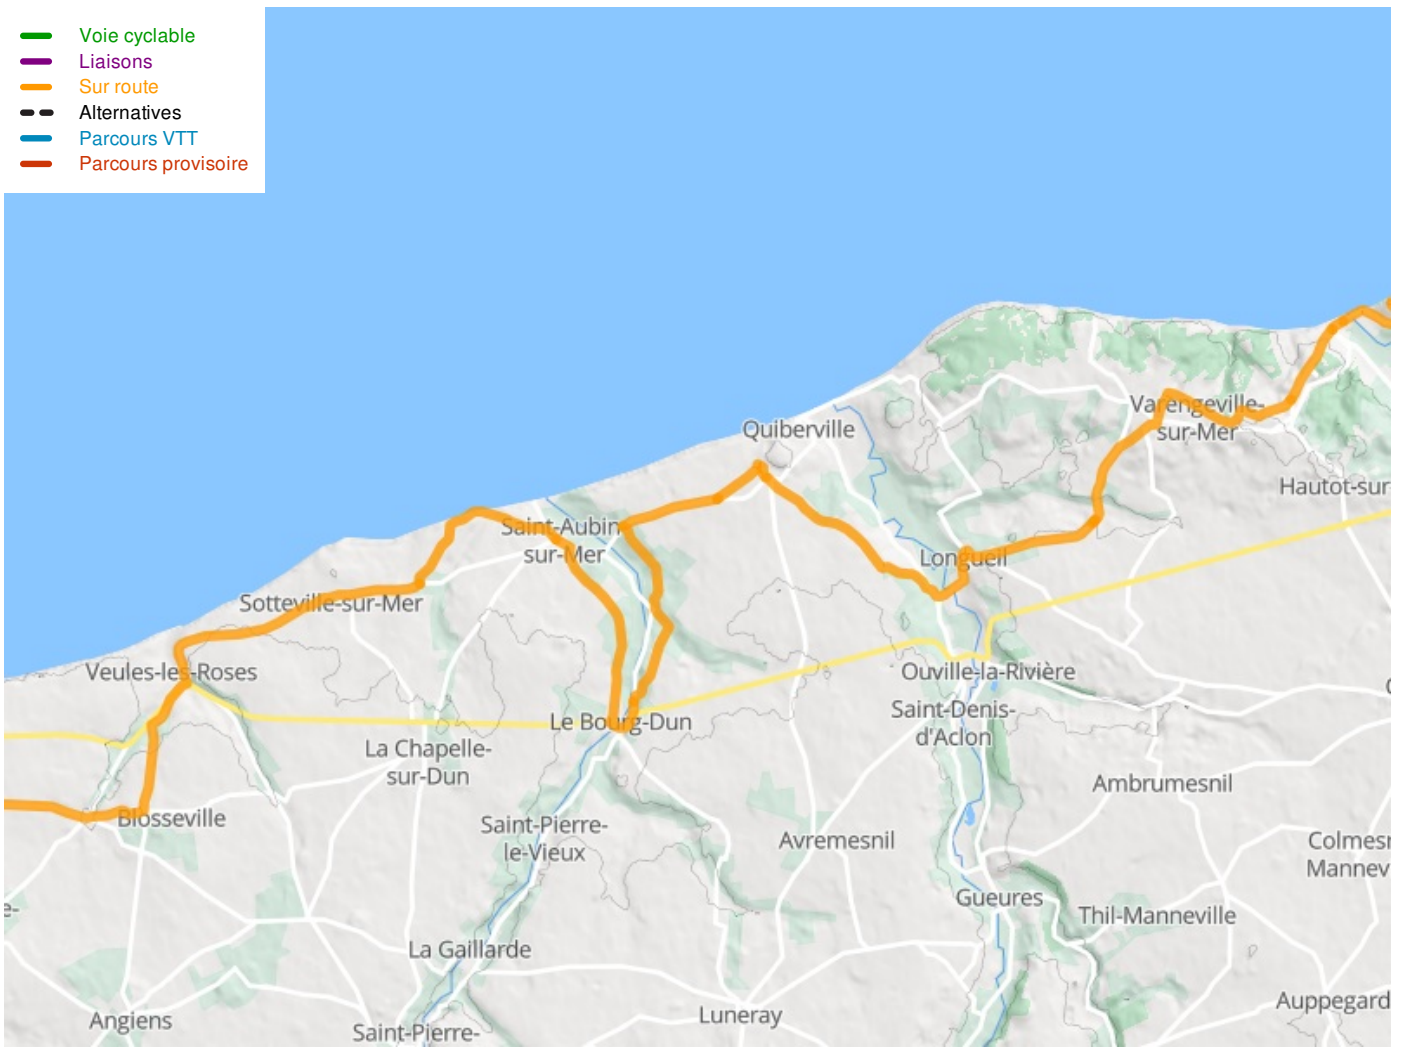 Voie cyclable
Liaisons
Sur route
Alternatives
Parcours VTT
Parcours provisoire
Varengeville-
sur-Mer
Quiberville
Hautot-sur
Saint-Aubin
sur-Mer
Longueil
Sotteville-sur-Mer
Veules-les-Roses
Ouville-la-Rivière
Saint-Denis-
d'Aclon
Le Bourg-Dun
La Chapelle-
sur-Dun
Ambrumesnil
Blosseville
Saint-Pierre-
le-Vieux
Avremesnil
Colmesn
Mannev
Gueures
e-
Thil-Manneville
La Gaillarde
Auppegard
Angiens
Luneray
Saint-Pierre-